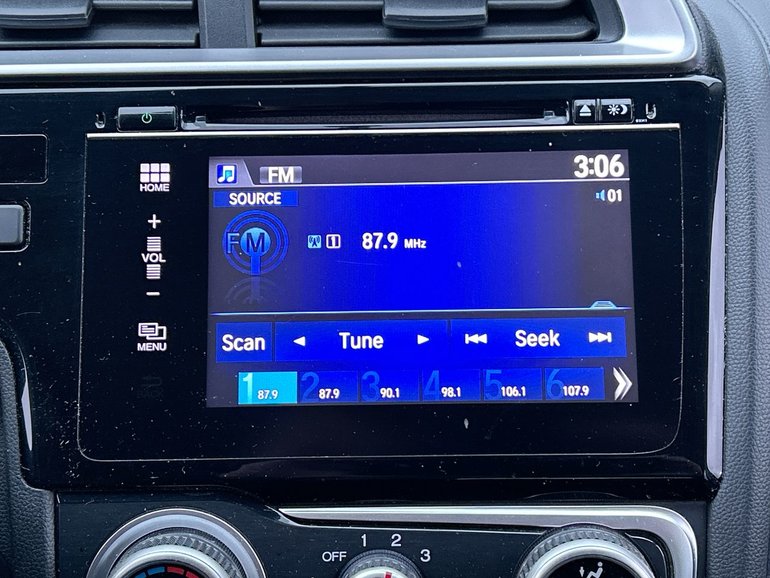 HOME
+
VOL
−
MENU
FM 3:06
SOURCE 01
FM 1 87.9 MHz
Scan Tune Seek
1 87.9 2 87.9 3 90.1 4 98.1 5 106.1 6 107.9
OFF 1 2 3